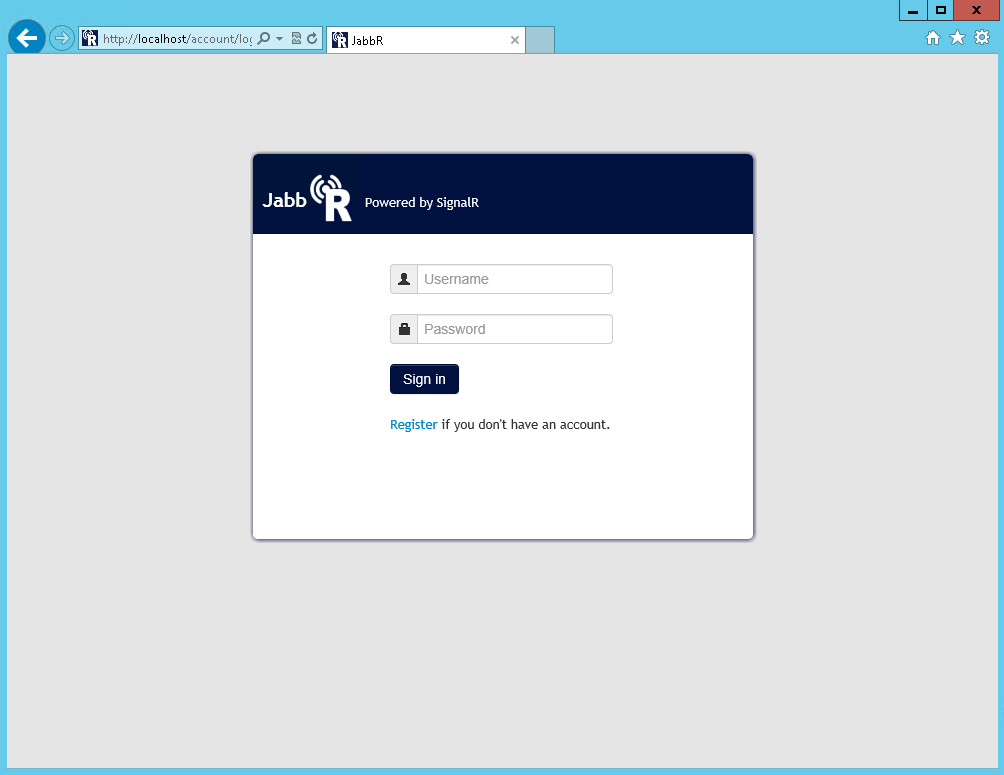 http://localhost/account/log
JabbR
JabbR
Powered by SignalR
Username
Password
Sign in
Register if you don't have an account.